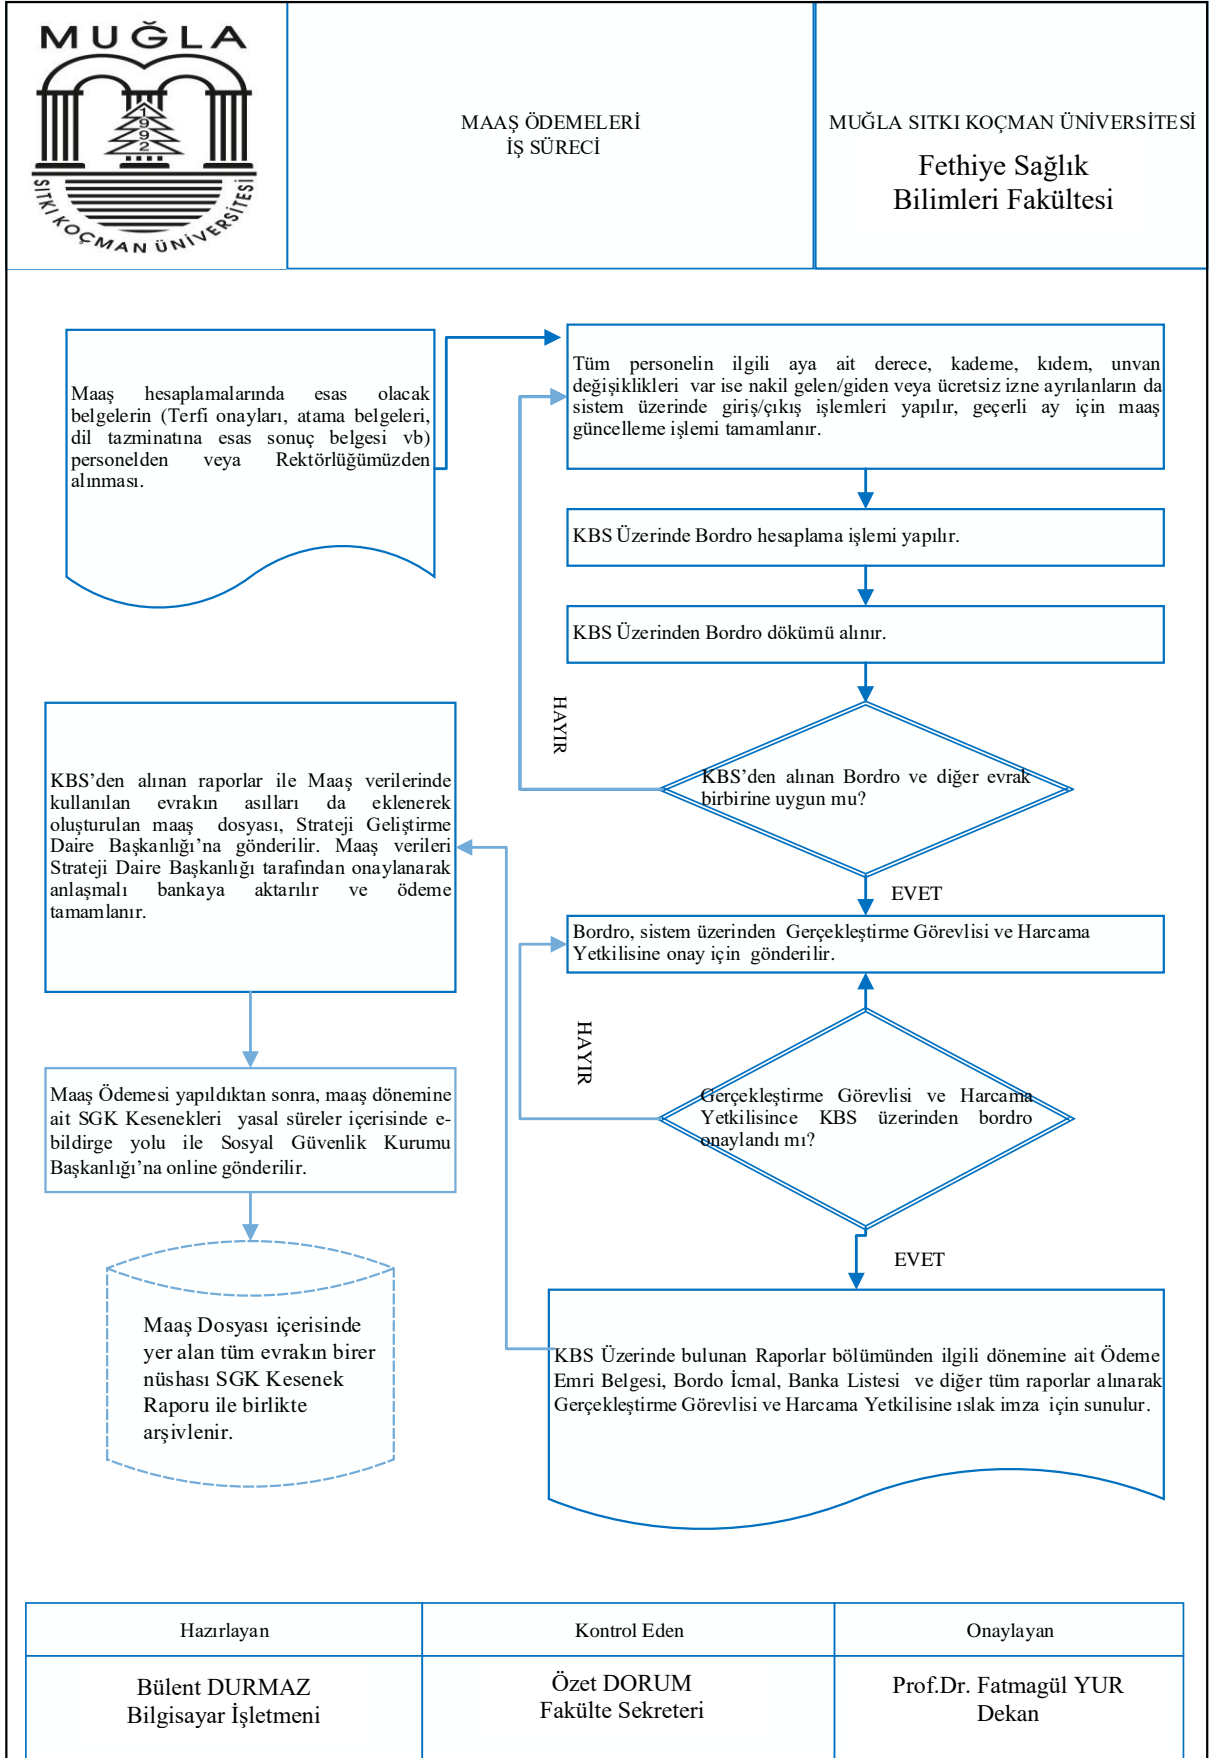 MUĞLA
1992
SITKI KOÇMAN ÜNİVERSİTESİ
MAAŞ ÖDEMELERİ
İŞ SÜRECİ
MUĞLA SITKI KOÇMAN ÜNİVERSİTESİ
Fethiye Sağlık
Bilimleri Fakültesi
Maaş hesaplamalarında esas olacak
belgelerin (Terfi onayları, atama belgeleri,
dil tazminatına esas sonuç belgesi vb)
personelden veya Rektörlüğümüzden
alınması.
Tüm personelin ilgili aya ait derece, kademe, kıdem, unvan
değişiklikleri var ise nakil gelen/giden veya ücretsiz izne ayrılanların da
sistem üzerinde giriş/çıkış işlemleri yapılır, geçerli ay için maaş
güncelleme işlemi tamamlanır.
KBS Üzerinde Bordro hesaplama işlemi yapılır.
KBS Üzerinden Bordro dökümü alınır.
HAYIR
KBS’den alınan Bordro ve diğer evrak
birbirine uygun mu?
EVET
Bordro, sistem üzerinden Gerçekleştirme Görevlisi ve Harcama
Yetkilisine onay için gönderilir.
HAYIR
Gerçekleştirme Görevlisi ve Harcama
Yetkilisince KBS üzerinden bordro
onaylandı mı?
EVET
KBS Üzerinde bulunan Raporlar bölümünden ilgili dönemine ait Ödeme
Emri Belgesi, Bordo İcmal, Banka Listesi ve diğer tüm raporlar alınarak
Gerçekleştirme Görevlisi ve Harcama Yetkilisine ıslak imza için sunulur.
KBS’den alınan raporlar ile Maaş verilerinde
kullanılan evrakın asılları da eklenerek
oluşturulan maaş dosyası, Strateji Geliştirme
Daire Başkanlığı’na gönderilir. Maaş verileri
Strateji Daire Başkanlığı tarafından onaylanarak
anlaşmalı bankaya aktarılır ve ödeme
tamamlanır.
Maaş Ödemesi yapıldıktan sonra, maaş dönemine
ait SGK Kesenekleri yasal süreler içerisinde e-
bildirge yolu ile Sosyal Güvenlik Kurumu
Başkanlığı’na online gönderilir.
Maaş Dosyası içerisinde
yer alan tüm evrakın birer
nüshası SGK Kesenek
Raporu ile birlikte
arşivlenir.
Hazırlayan
Kontrol Eden
Onaylayan
Bülent DURMAZ
Bilgisayar İşletmeni
Özet DORUM
Fakülte Sekreteri
Prof.Dr. Fatmagül YUR
Dekan